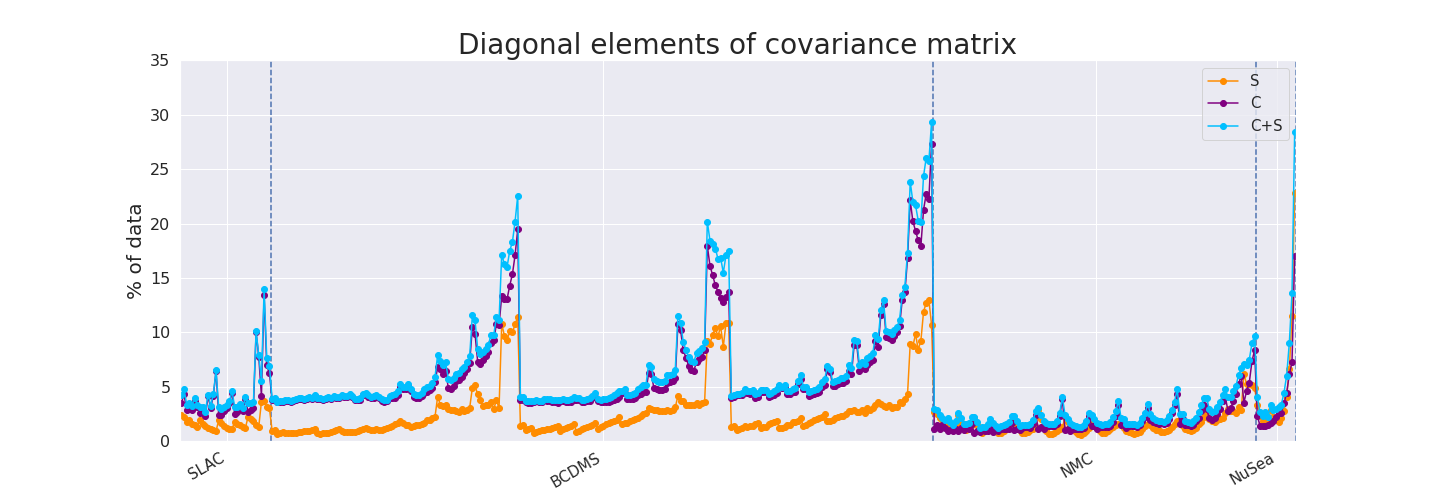 Diagonal elements of covariance matrix
35
30
25
20
15
10
5
0
% of data
S
C
C+S
SLAC
BCDMS
NMC
NuSea